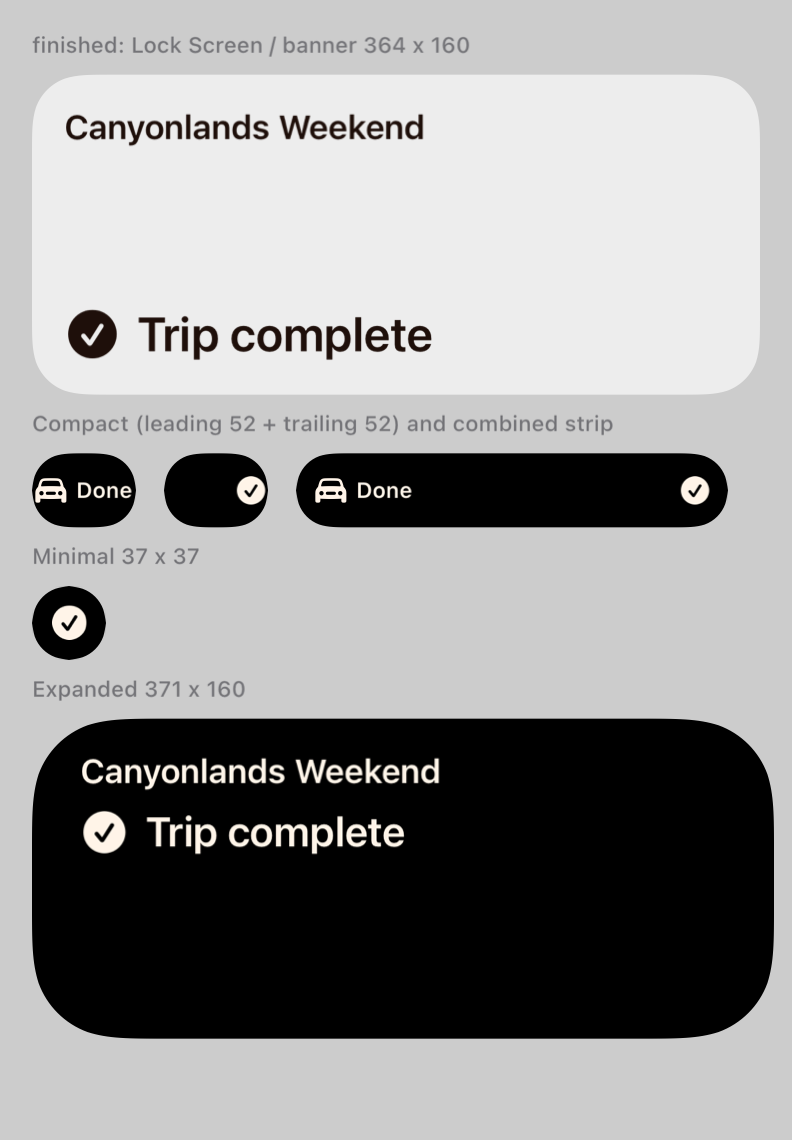 finished: Lock Screen / banner 364 x 160
Canyonlands Weekend
Trip complete
Compact (leading 52 + trailing 52) and combined strip
Done
Done
Minimal 37 x 37
Expanded 371 x 160
Canyonlands Weekend
Trip complete